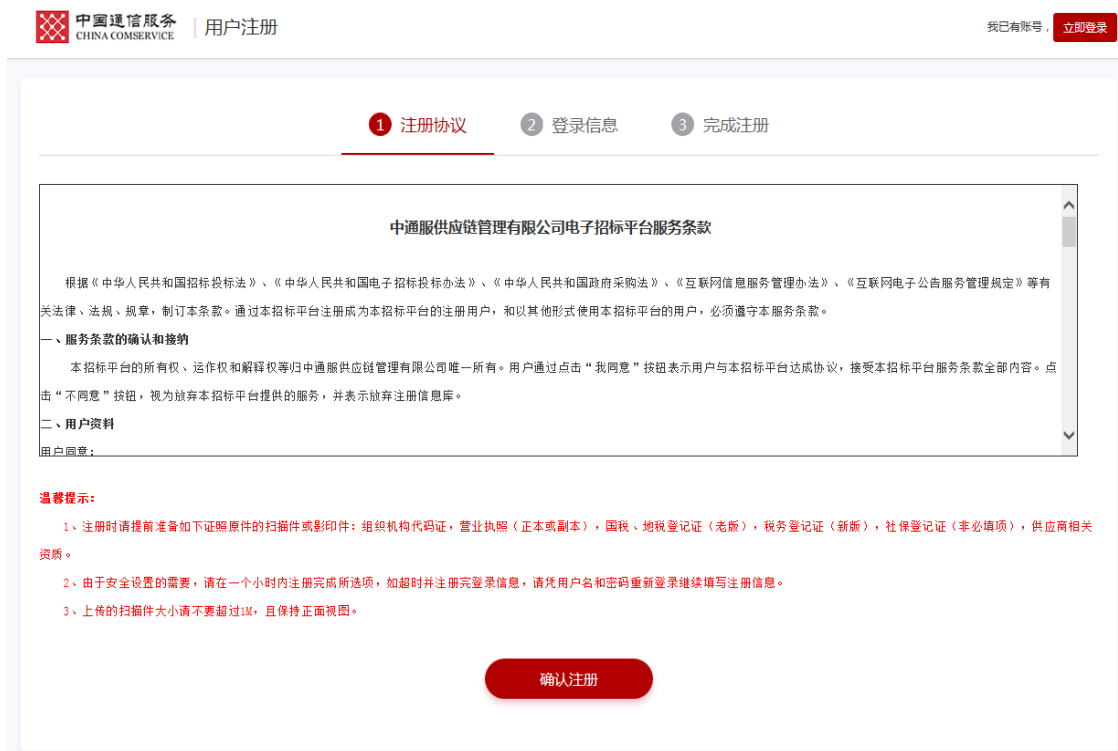 中国通信服务
CHINA COMSERVICE
用户注册
我已有账号，
立即登录
1 注册协议
2 登录信息
3 完成注册
中通服供应链管理有限公司电子招标平台服务条款
根据《中华人民共和国招标投标法》、《中华人民共和国电子招标投标办法》、《中华人民共和国政府采购法》、《互联网信息服务管理办法》、《互联网电子公告服务管理规定》等有
关法律、法规、规章，制订本条款。通过本招标平台注册成为本招标平台的注册用户，和以其他形式使用本招标平台的用户，必须遵守本服务条款。
一、服务条款的确认和接纳
本招标平台的所有权、运作权和解释权等归中通服供应链管理有限公司唯一所有。用户通过点击“我同意”按钮表示用户与本招标平台达成协议，接受本招标平台服务条款全部内容。点
击“不同意”按钮，视为放弃本招标平台提供的服务，并表示放弃注册信息库。
二、用户资料
用户同意：
温馨提示：
1、注册时请提前准备如下证照原件的扫描件或影印件：组织机构代码证，营业执照（正本或副本），国税、地税登记证（老版），税务登记证（新版），社保登记证（非必填项），供应商相关
资质。
2、由于安全设置的需要，请在一个小时内注册完成所选项，如超时并注册完登录信息，请凭用户名和密码重新登录继续填写注册信息。
3、上传的扫描件大小请不要超过1M，且保持正面视图。
确认注册